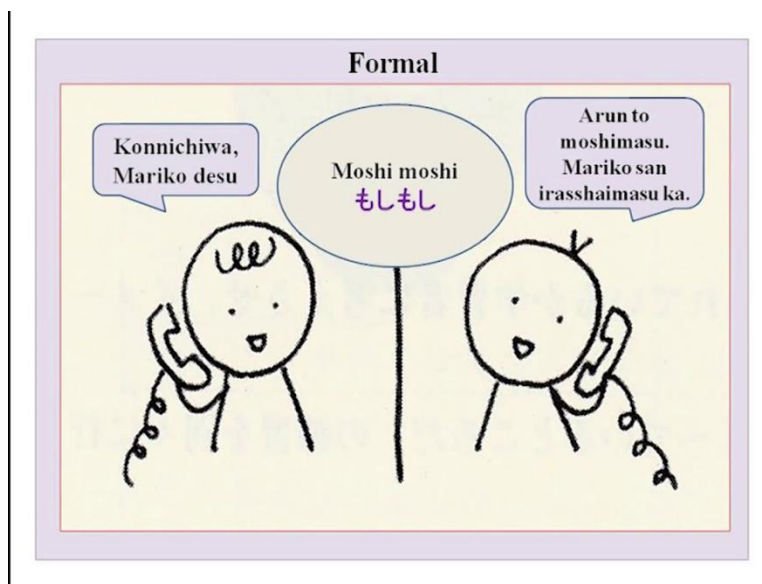 Formal
Konnichiwa,
Mariko desu
Moshi moshi
もしもし
Arun to
moshimasu.
Mariko san
irasshaimasu ka.